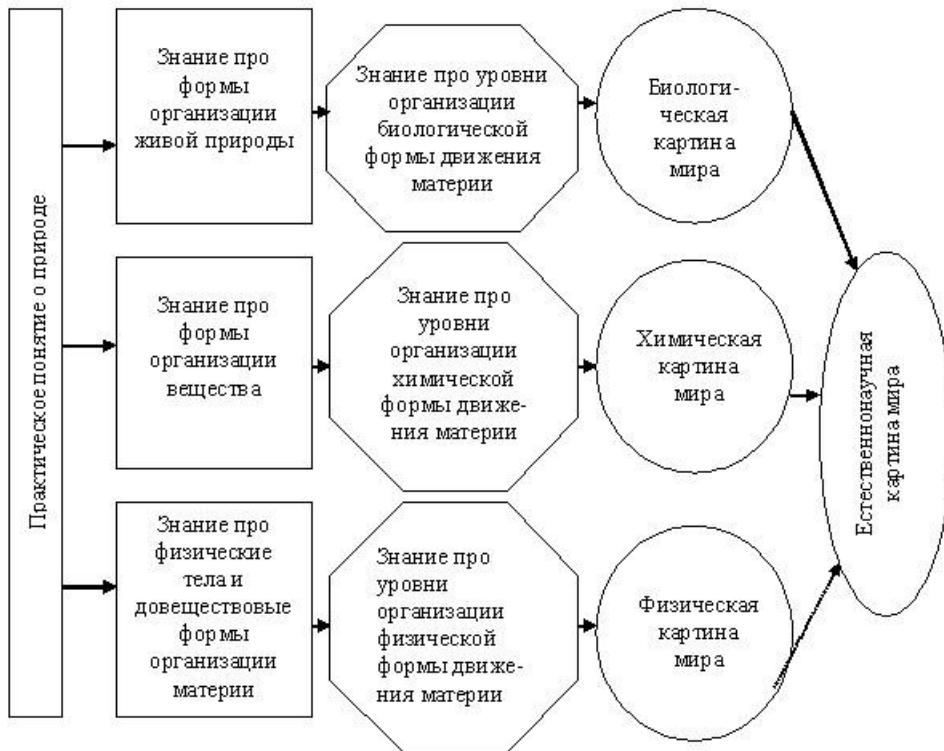 Практическое понятие о природе
Знание про
формы
организации
живой природы
Знание про уровни
организации
биологической
формы движения
материи
Биологи-
ческая
картина
мира
Знание про
формы
организации
вещества
Знание про
уровни
организации
химической
формы движе-
ния материи
Химическая
картина
мира
Знание про
физические
тела и
довеществовые
формы
организации
материи
Знание про
уровни
организации
физической
формы движе-
ния материи
Физическая
картина
мира
Естественнонаучная
картина мира